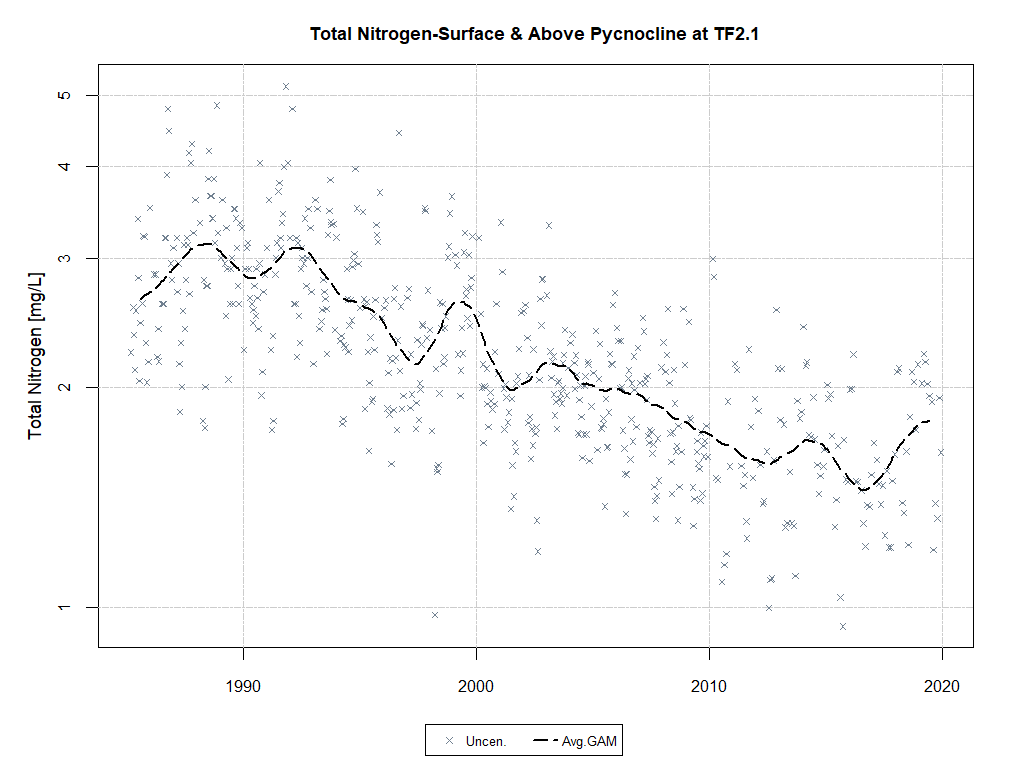 Total Nitrogen-Surface & Above Pycnocline at TF2.1
Total Nitrogen [mg/L]
5
4
3
2
1
1990
2000
2010
2020
Uncen.
Avg.GAM